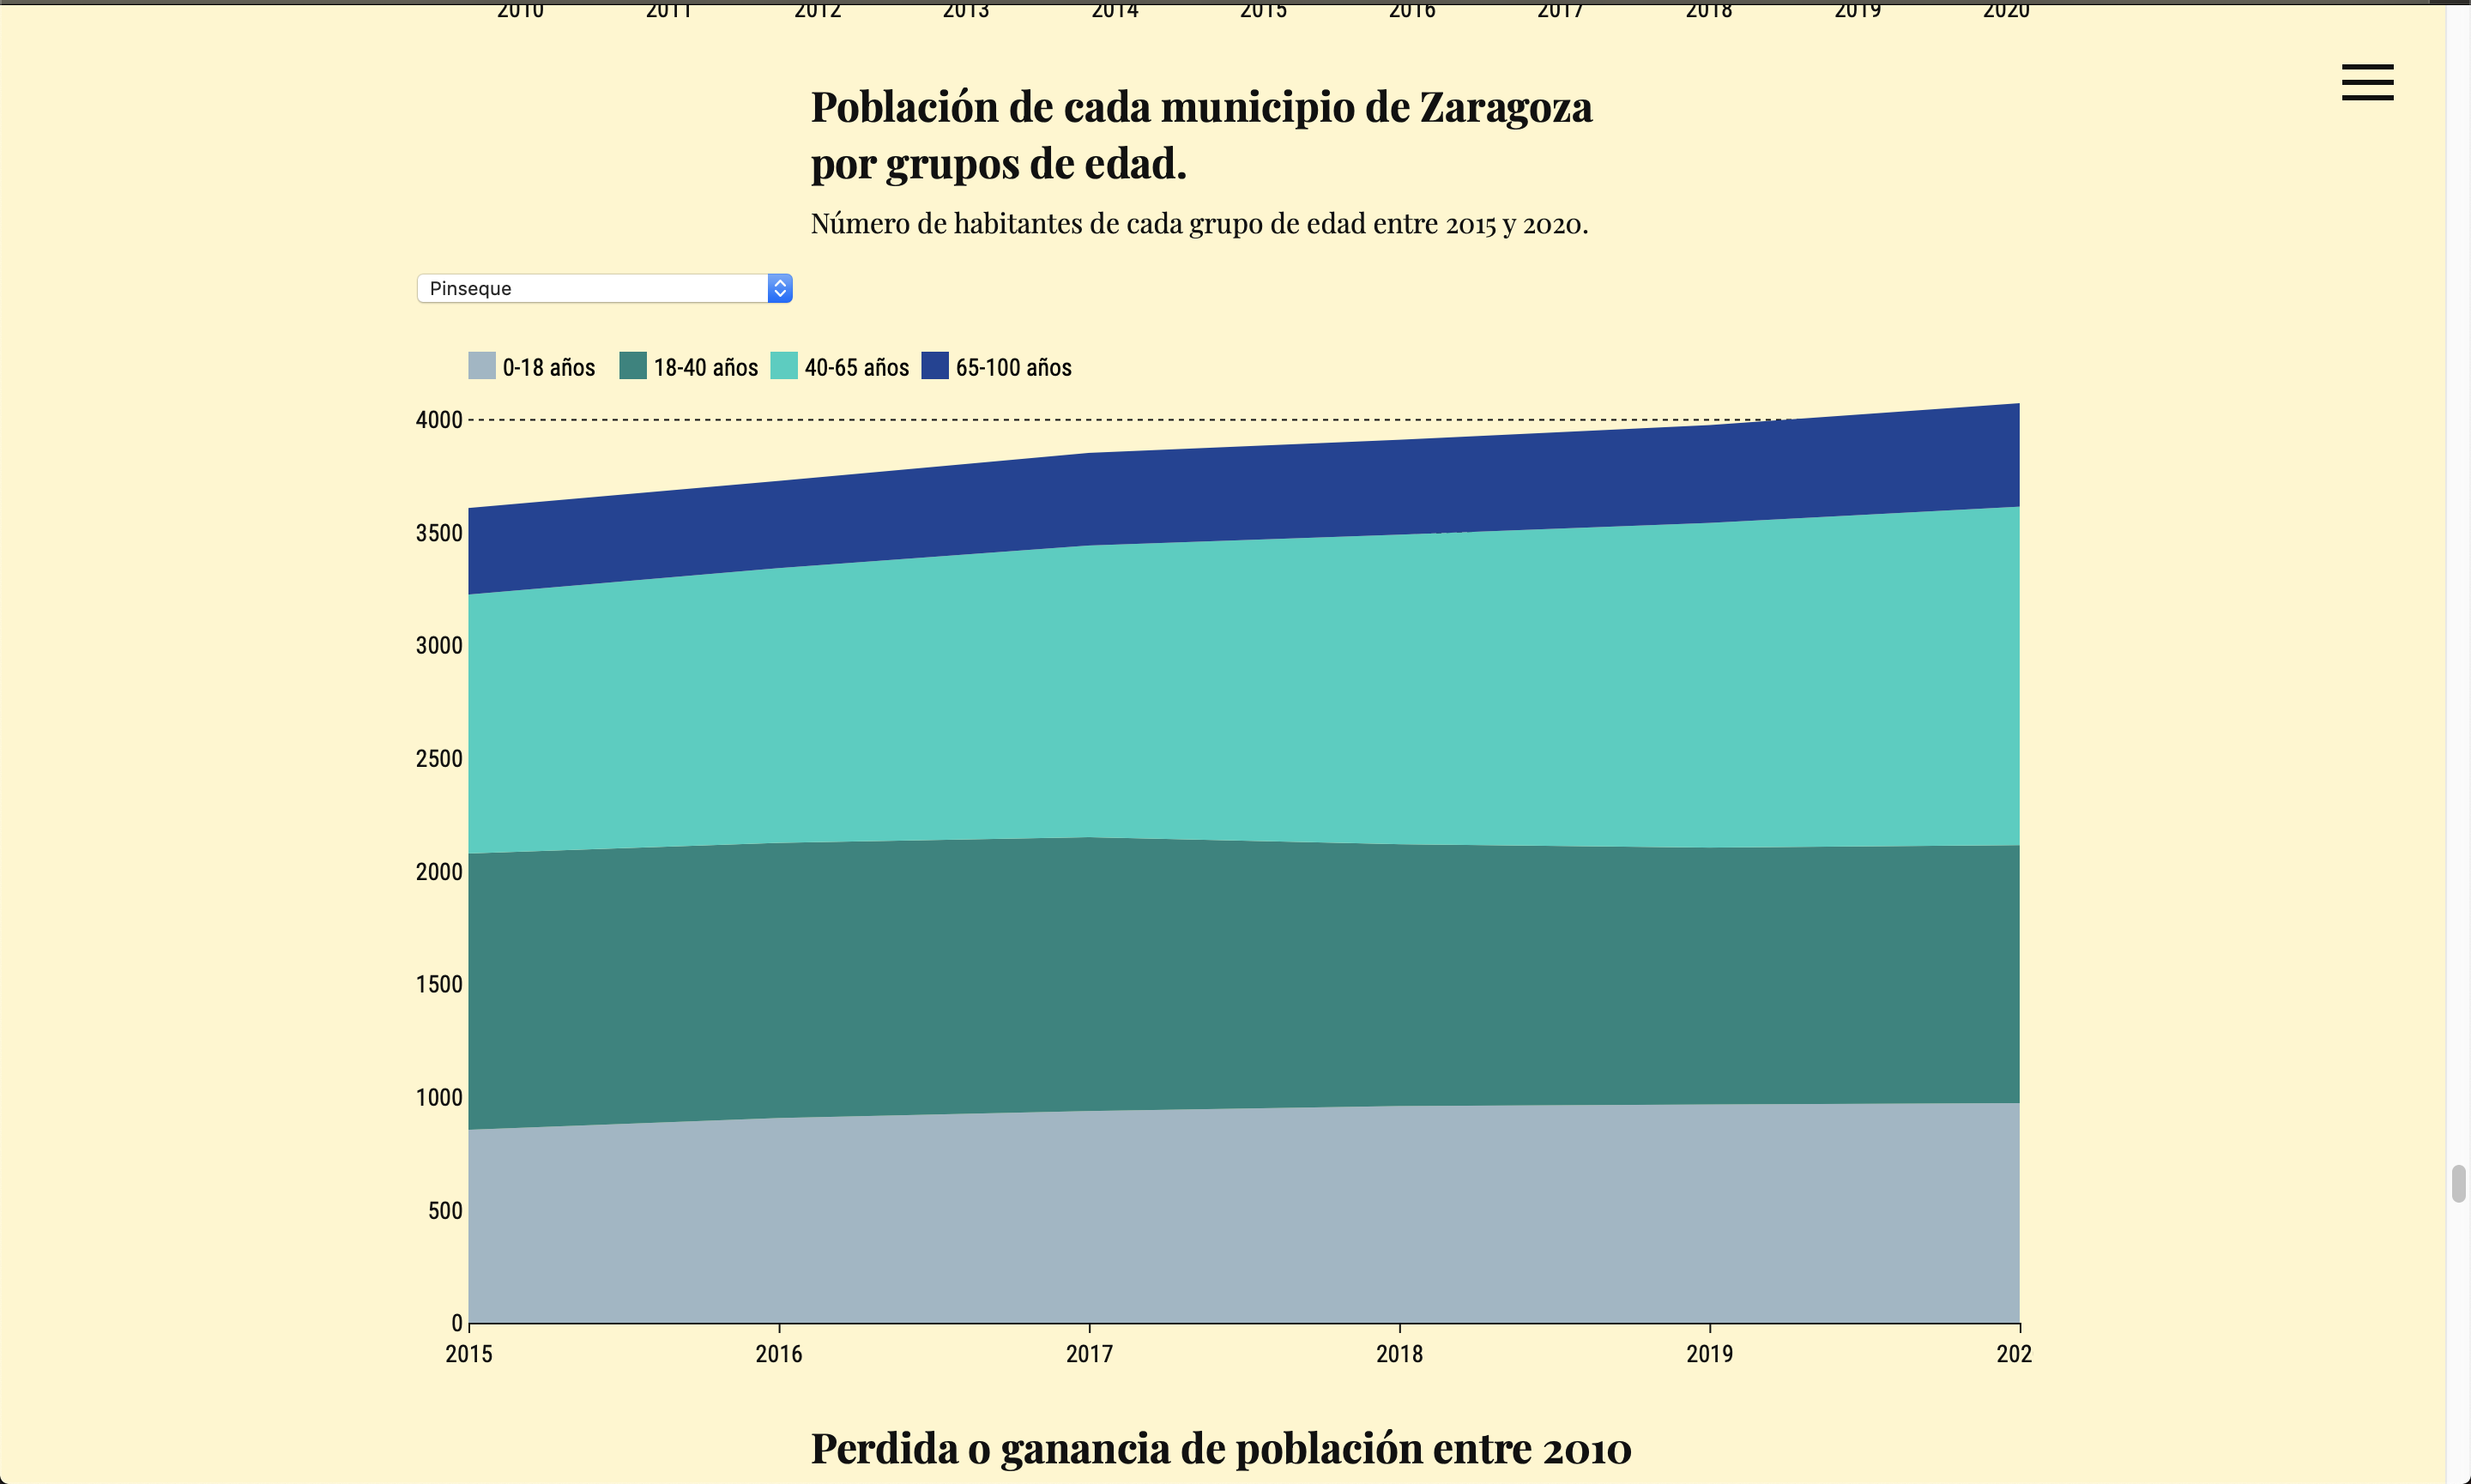 2010 2011 2012 2013 2014 2015 2016 2017 2018 2019 2020
Población de cada municipio de Zaragoza
por grupos de edad.
Número de habitantes de cada grupo de edad entre 2015 y 2020.
Pinseque
0-18 años 18-40 años 40-65 años 65-100 años
4000
3500
3000
2500
2000
1500
1000
500
0
2015 2016 2017 2018 2019 202
Perdida o ganancia de población entre 2010